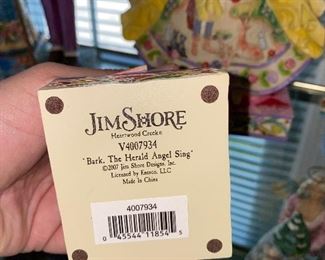 JIM SHORE
Heartwood Creek®
V4007934
"Bark, The Herald Angel Sing"
©2007 Jim Shore Designs, Inc.
Licensed by Enesco, LLC
Made In China
4007934
0 45544 11854 5